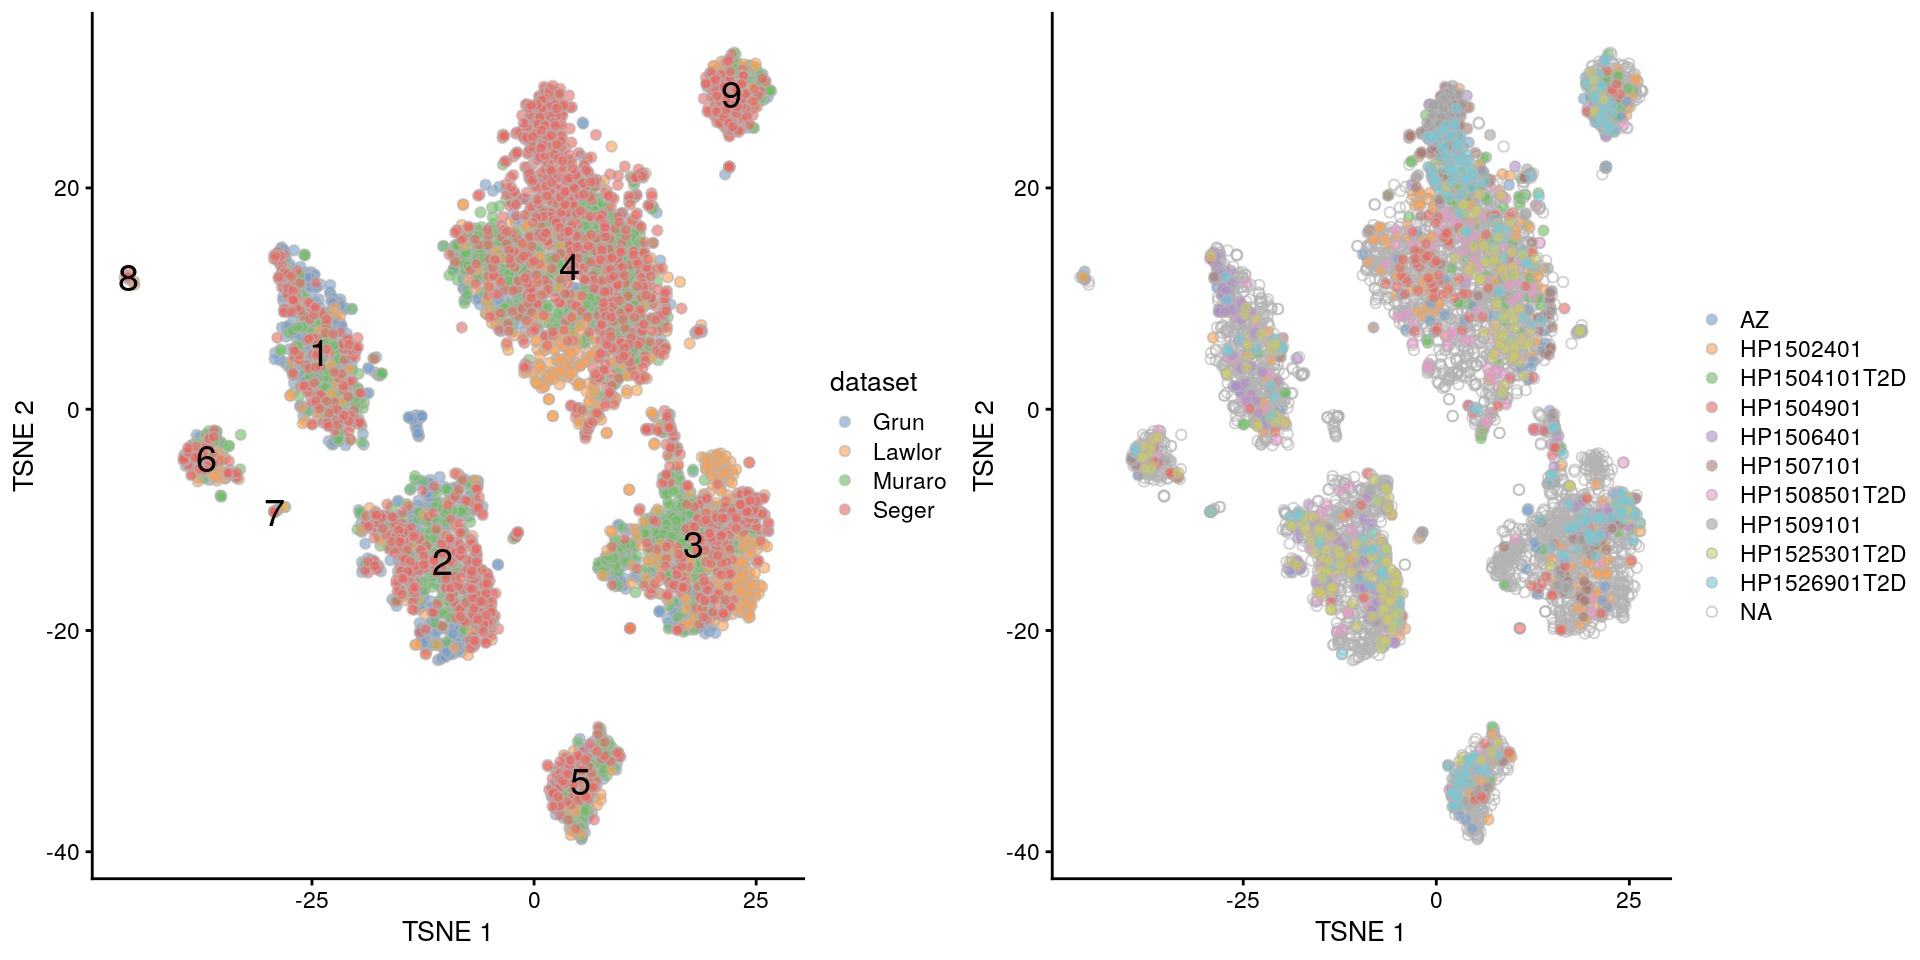 20
0
-20
-40
TSNE 2
-25
0
25
TSNE 1
1
2
3
4
5
6
7
8
9
dataset
Grun
Lawlor
Muraro
Seger
20
0
-20
-40
TSNE 2
-25
0
25
TSNE 1
AZ
HP1502401
HP1504101T2D
HP1504901
HP1506401
HP1507101
HP1508501T2D
HP1509101
HP1525301T2D
HP1526901T2D
NA